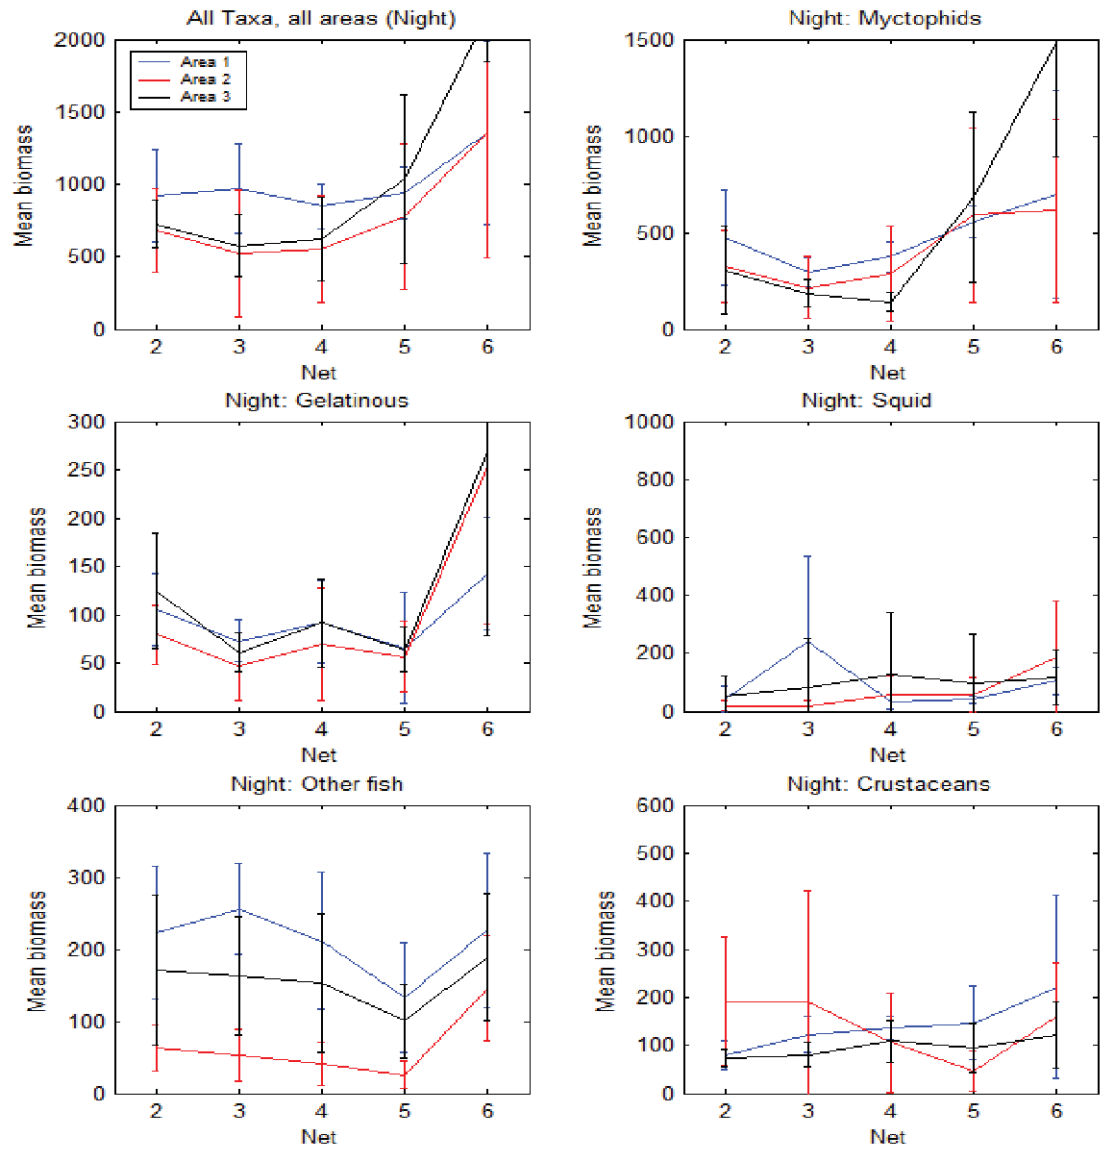 All Taxa, all areas (Night)
2000
1500
1000
500
0
Mean biomass
Area 1
Area 2
Area 3
2 3 4 5 6
Net
Night: Myctophids
1500
1000
500
0
Mean biomass
2 3 4 5 6
Net
Night: Gelatinous
300
250
200
150
100
50
0
Mean biomass
2 3 4 5 6
Net
Night: Squid
1000
800
600
400
200
0
Mean biomass
2 3 4 5 6
Net
Night: Other fish
400
300
200
100
0
Mean biomass
2 3 4 5 6
Net
Night: Crustaceans
600
500
400
300
200
100
0
Mean biomass
2 3 4 5 6
Net